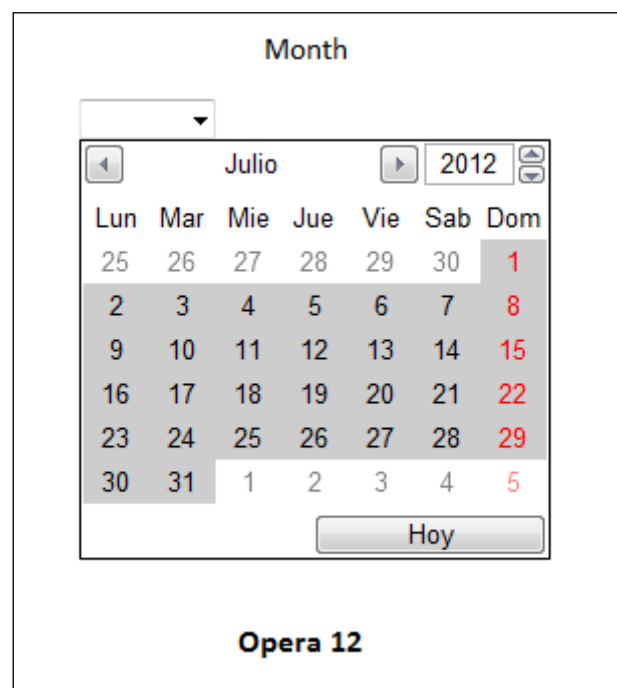 Month
Julio 2012
Lun Mar Mie Jue Vie Sab Dom
25 26 27 28 29 30 1
2 3 4 5 6 7 8
9 10 11 12 13 14 15
16 17 18 19 20 21 22
23 24 25 26 27 28 29
30 31 1 2 3 4 5
Hoy
Opera 12